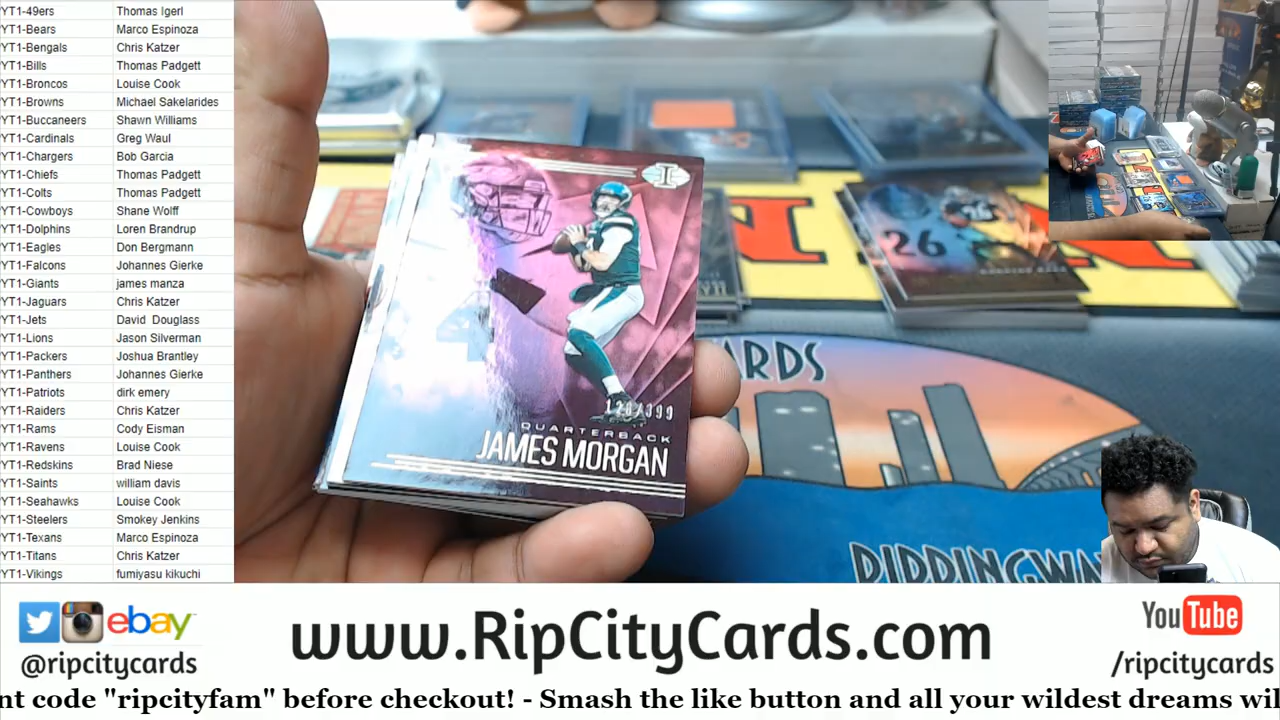 YT1-49ers Thomas Igerl
YT1-Bears Marco Espinoza
YT1-Bengals Chris Katzer
YT1-Bills Thomas Padgett
YT1-Broncos Louise Cook
YT1-Browns Michael Sakelarides
YT1-Buccaneers Shawn Williams
YT1-Cardinals Greg Waul
YT1-Chargers Bob Garcia
YT1-Chiefs Thomas Padgett
YT1-Colts Thomas Padgett
YT1-Cowboys Shane Wolff
YT1-Dolphins Loren Brandrup
YT1-Eagles Don Bergmann
YT1-Falcons Johannes Gierke
YT1-Giants james manza
YT1-Jaguars Chris Katzer
YT1-Jets David Douglass
YT1-Lions Jason Silverman
YT1-Packers Joshua Brantley
YT1-Panthers Johannes Gierke
YT1-Patriots dirk emery
YT1-Raiders Chris Katzer
YT1-Rams Cody Eisman
YT1-Ravens Louise Cook
YT1-Redskins Brad Niese
YT1-Saints william davis
YT1-Seahawks Louise Cook
YT1-Steelers Smokey Jenkins
YT1-Texans Marco Espinoza
YT1-Titans Chris Katzer
YT1-Vikings fumiyasu kikuchi
I
4
/399
QUARTERBACK
JAMES MORGAN
26
ARDS
RIPPINGWA
ebay
@ripcitycards
www.RipCityCards.com
YouTube
/ripcitycards
nt code "ripcityfam" before checkout! - Smash the like button and all your wildest dreams wil